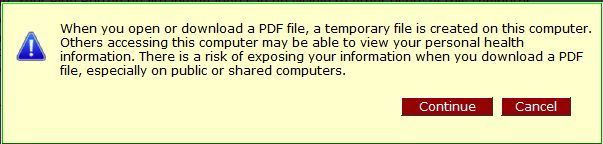 When you open or download a PDF file, a temporary file is created on this computer.
Others accessing this computer may be able to view your personal health
information. There is a risk of exposing your information when you download a PDF
file, especially on public or shared computers.
Continue Cancel